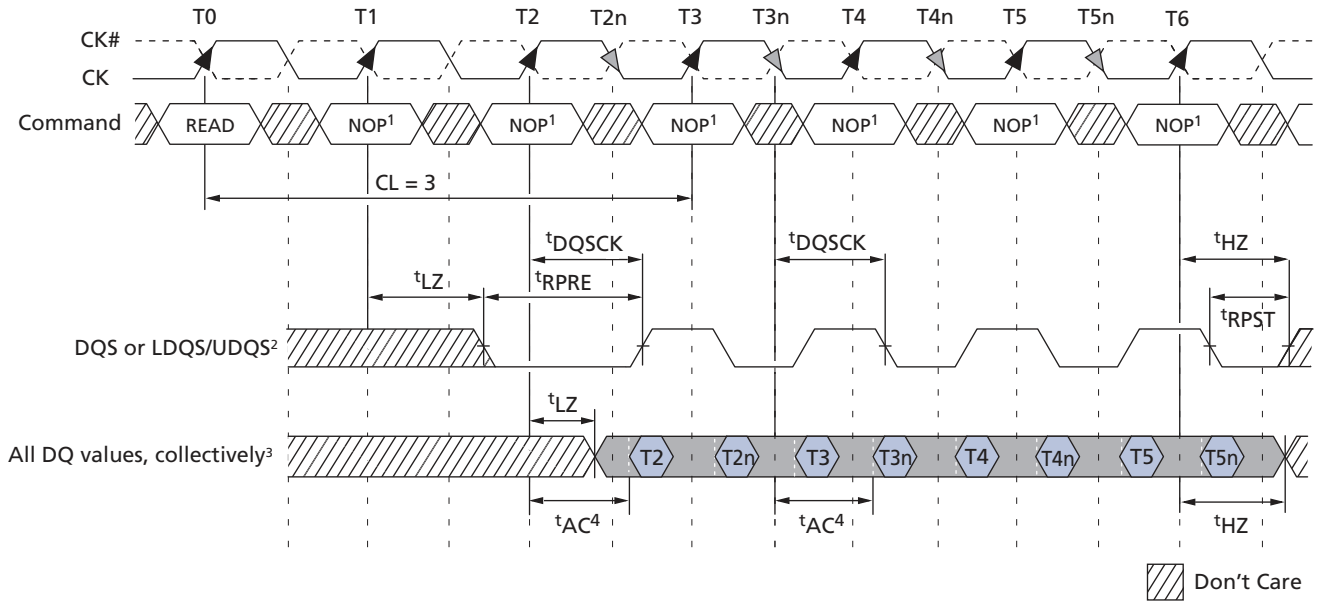 T0 T1 T2 T2n T3 T3n T4 T4n T5 T5n T6
CK#
CK
Command READ NOP¹ NOP¹ NOP¹ NOP¹ NOP¹ NOP¹
CL = 3
ᵗDQSCK ᵗDQSCK ᵗHZ
ᵗLZ ᵗRPRE
ᵗRPST
DQS or LDQS/UDQS²
ᵗLZ
All DQ values, collectively³ T2 T2n T3 T3n T4 T4n T5 T5n
ᵗAC⁴ ᵗAC⁴ ᵗHZ
Don't Care